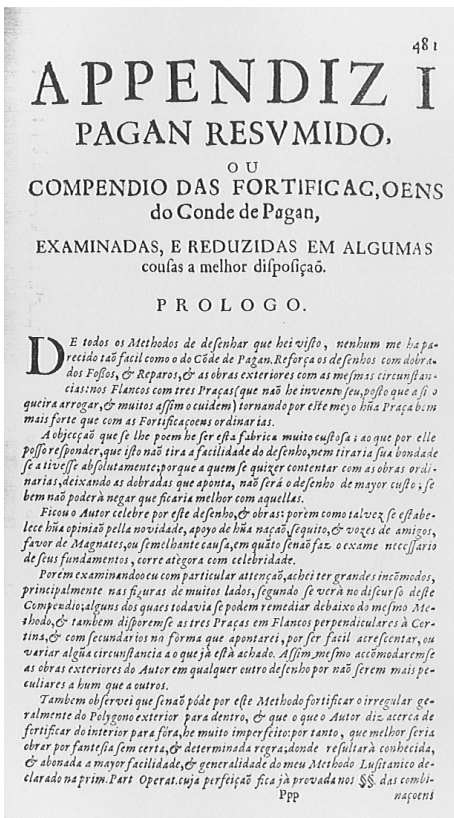 481
APPENDIZ I
PAGAN RESVMIDO,
OU
COMPENDIO DAS FORTIFICAC,OENS
do Conde de Pagan,
EXAMINADAS, E REDUZIDAS EM ALGUMAS
cousas a melhor disposiçaõ.
PROLOGO.
DE todos os Methodos de desenhar que hei visto, nenhum me ha pa-
recido taõ facil como o do Cõde de Pagan. Reforça os desenhos com dobra-
dos Fossos, & Reparos, & as obras exteriores com as mesmas circunstan-
cias: nos Flancos com tres Praças (que naõ he invento seu, posto que a si o
queira arrogar, & muitos assim o cuidem) tornando por este meyo hũa Praça bem
mais forte que com as Fortificaçoens ordinarias.
A objecçaõ que se lhe poem he ser esta fabrica muito custosa: ao que por elle
posso responder, que isto naõ tira a facilidade do desenho, nem tiraria sua bondade
se a tivesse absolutamente; porque a quem se quizer contentar com as obras ordi-
narias, deixando as dobradas que aponta, naõ será o desenho de mayor custo; se
bem naõ poderà negar que ficaria melhor com aquellas.
Ficou o Autor celebre por este desenho, & obras: porèm como talvez se estabe-
lece hũa opiniaõ pella novidade, apoyo de hũa naçaõ, sequito, & vozes de amigos,
favor de Magnates, ou semelhante causa, em quãto senaõ faz o exame necessario
de seus fundamentos, corre atègora com celebridade.
Porèm examinando eu com particular attençaõ, achei ter grandes incõmodos,
principalmente nas figuras de muitos lados, segundo se verà no discurso deste
Compendio; alguns dos quaes todavia se podem remediar debaixo do mesmo Me-
thodo, & tambem disporemse as tres Praças em Flancos perpendiculares à Cor-
tina, & com secundarios na fòrma que apontarei, por ser facil acrescentar, ou
variar algũa circunstancia ao que jà està achado. Assim mesmo accõmodaremse
as obras exteriores do Autor em qualquer outro desenho por naõ serem mais pe-
culiares a hum que a outros.
Tambem observei que senaõ póde por este Methodo fortificar o irregular ge-
ralmente do Polygono exterior para dentro, & que o que o Autor diz acerca de
fortificar do interior para fóra, he muito imperfeito: por tanto, que melhor seria
obrar por fantesia sem certa, & determinada regra; donde resultarà conhecida,
& abonada a mayor facilidade, & generalidade do meu Methodo Lusitanico de-
clarado na prim. Part Operat. cuja perfeiçaõ fica jà provada nos §§. das combi-
Ppp
naçoens